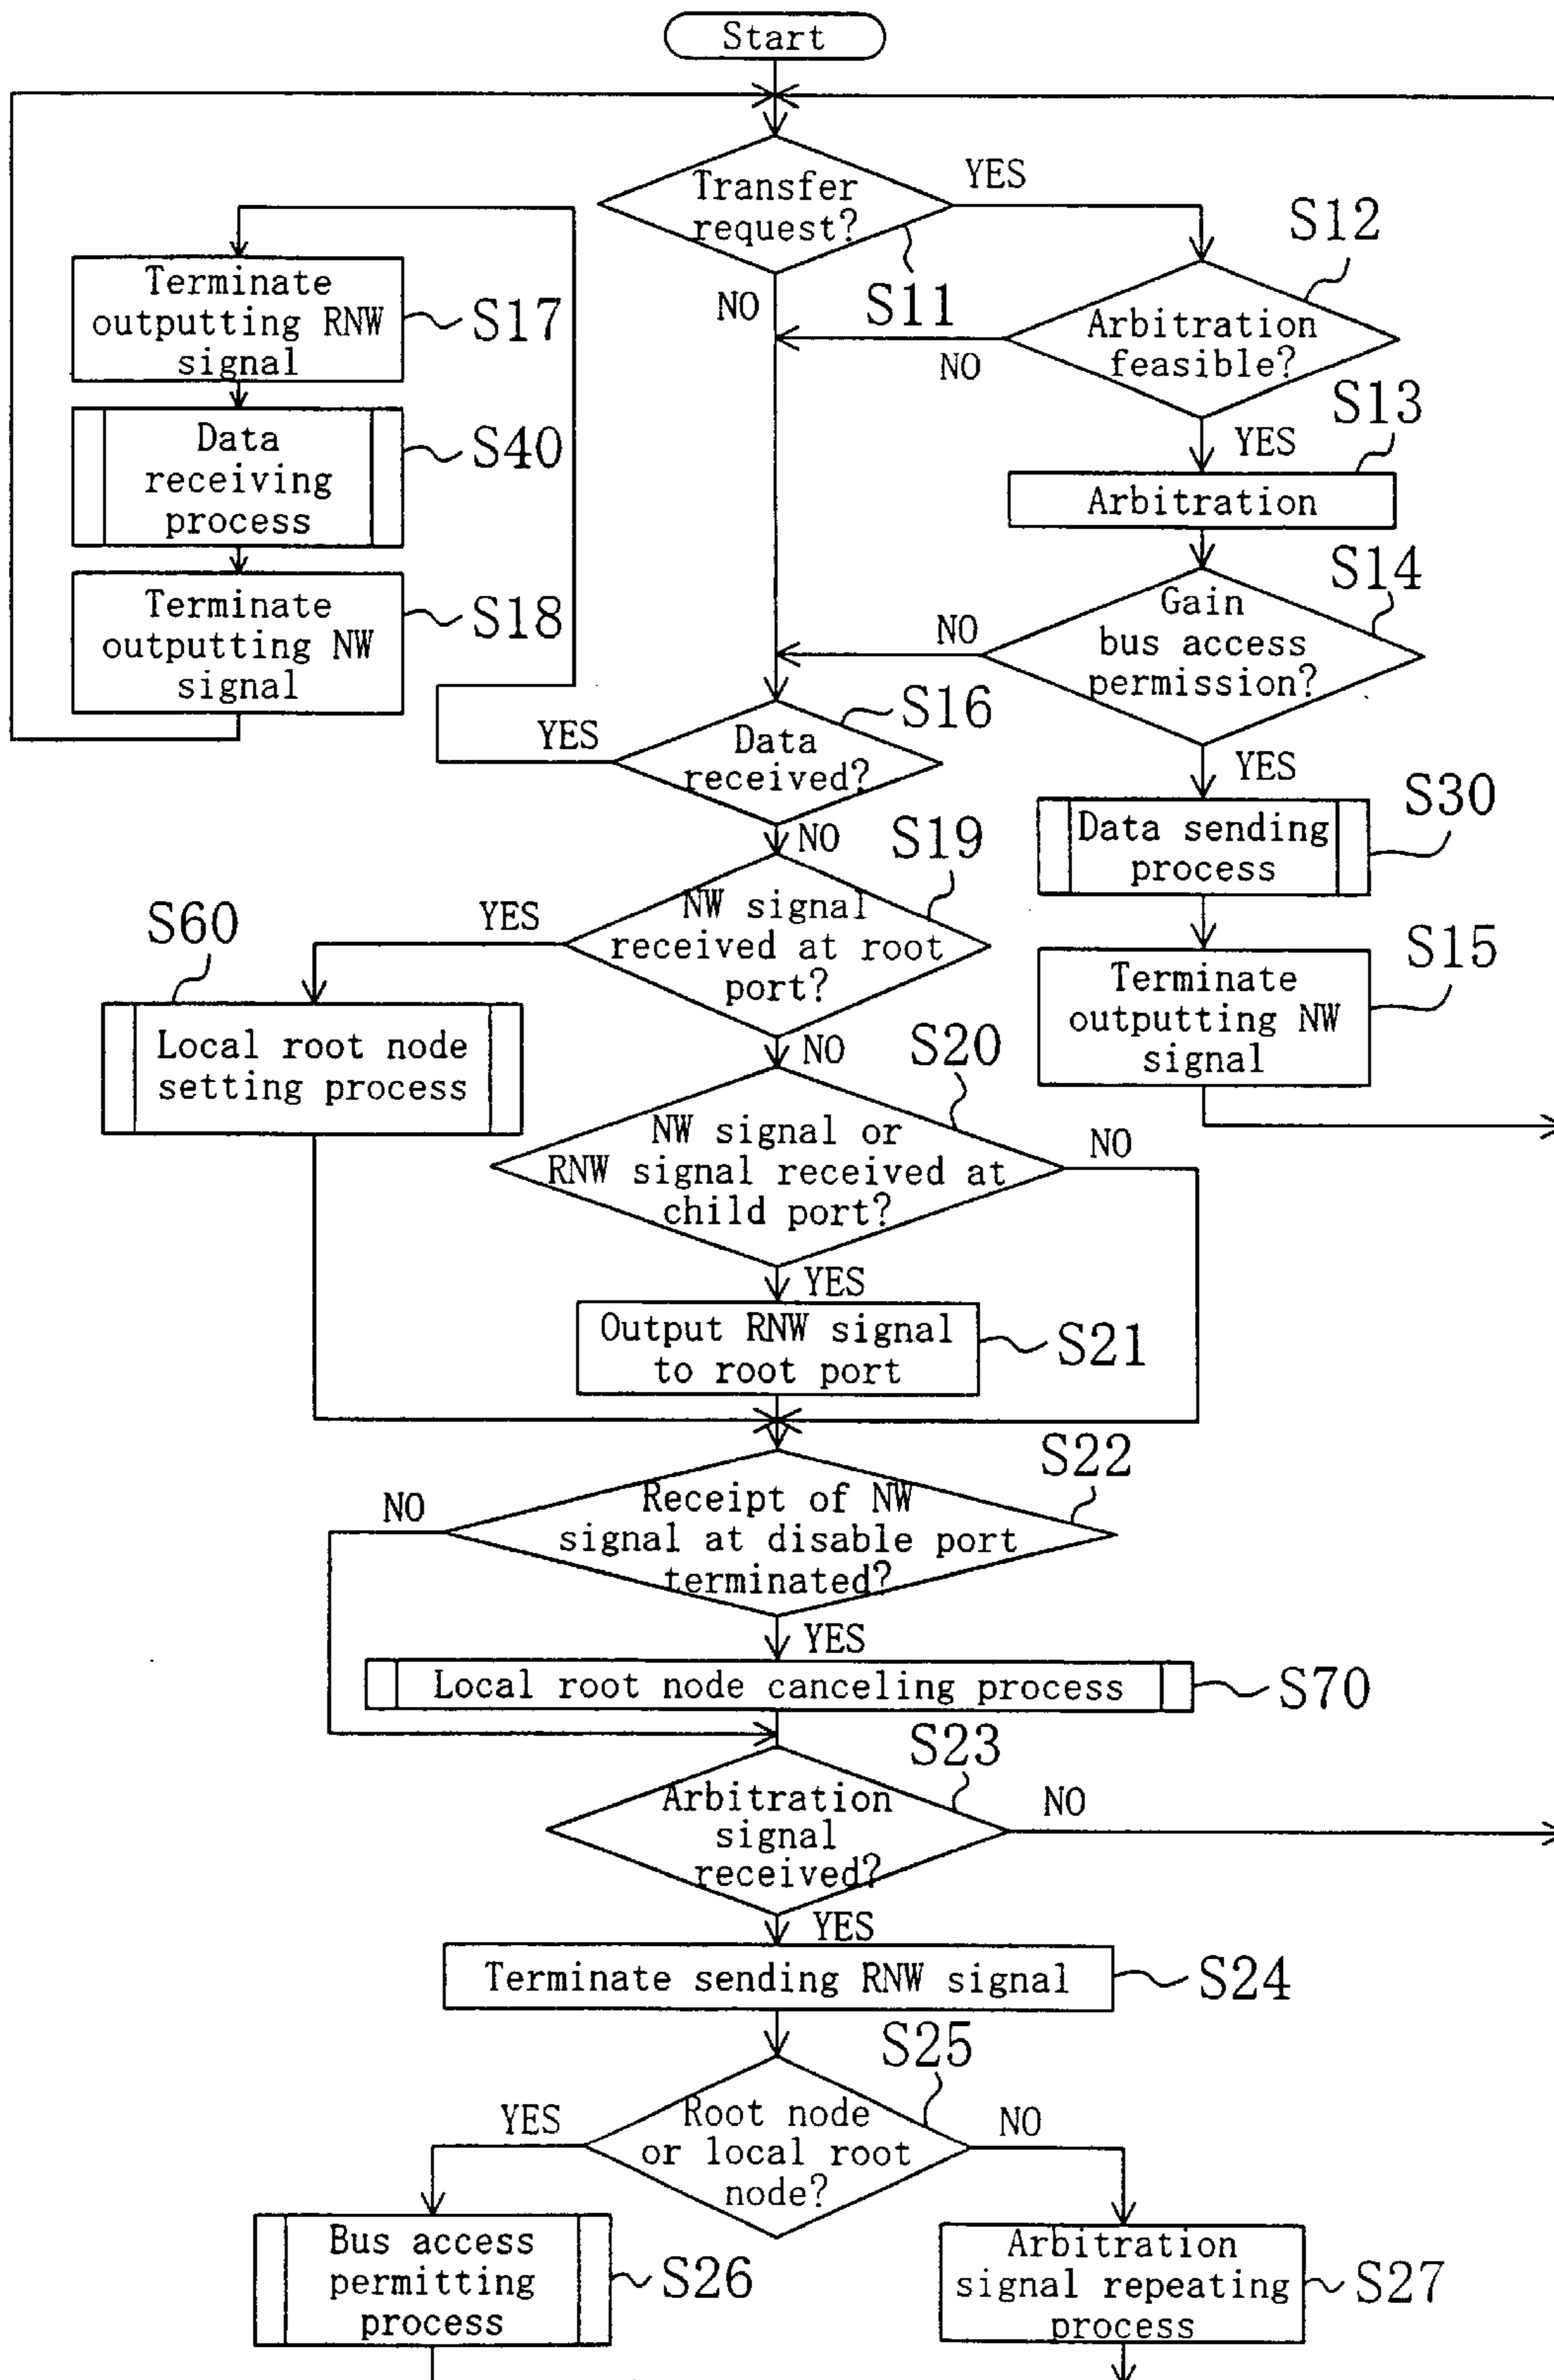 Start
Transfer
request?
YES
S11
NO
S12
Arbitration
feasible?
NO
YES
S13
Arbitration
S14
Gain
bus access
permission?
NO
YES
S30
Data sending
process
S15
Terminate
outputting NW
signal
Terminate
outputting RNW
signal
S17
Data
receiving
process
S40
Terminate
outputting NW
signal
S18
S16
Data
received?
YES
NO
S19
NW signal
received at root
port?
YES
NO
S60
Local root node
setting process
S20
NW signal or
RNW signal received at
child port?
NO
YES
Output RNW signal
to root port
S21
S22
Receipt of NW
signal at disable port
terminated?
NO
YES
Local root node canceling process
S70
S23
Arbitration
signal
received?
NO
YES
Terminate sending RNW signal
S24
S25
Root node
or local root
node?
YES
NO
Bus access
permitting
process
S26
Arbitration
signal repeating
process
S27